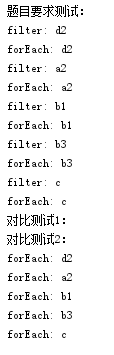 题目要求测试:
filter: d2
forEach: d2
filter: a2
forEach: a2
filter: b1
forEach: b1
filter: b3
forEach: b3
filter: c
forEach: c
对比测试1:
对比测试2:
forEach: d2
forEach: a2
forEach: b1
forEach: b3
forEach: c